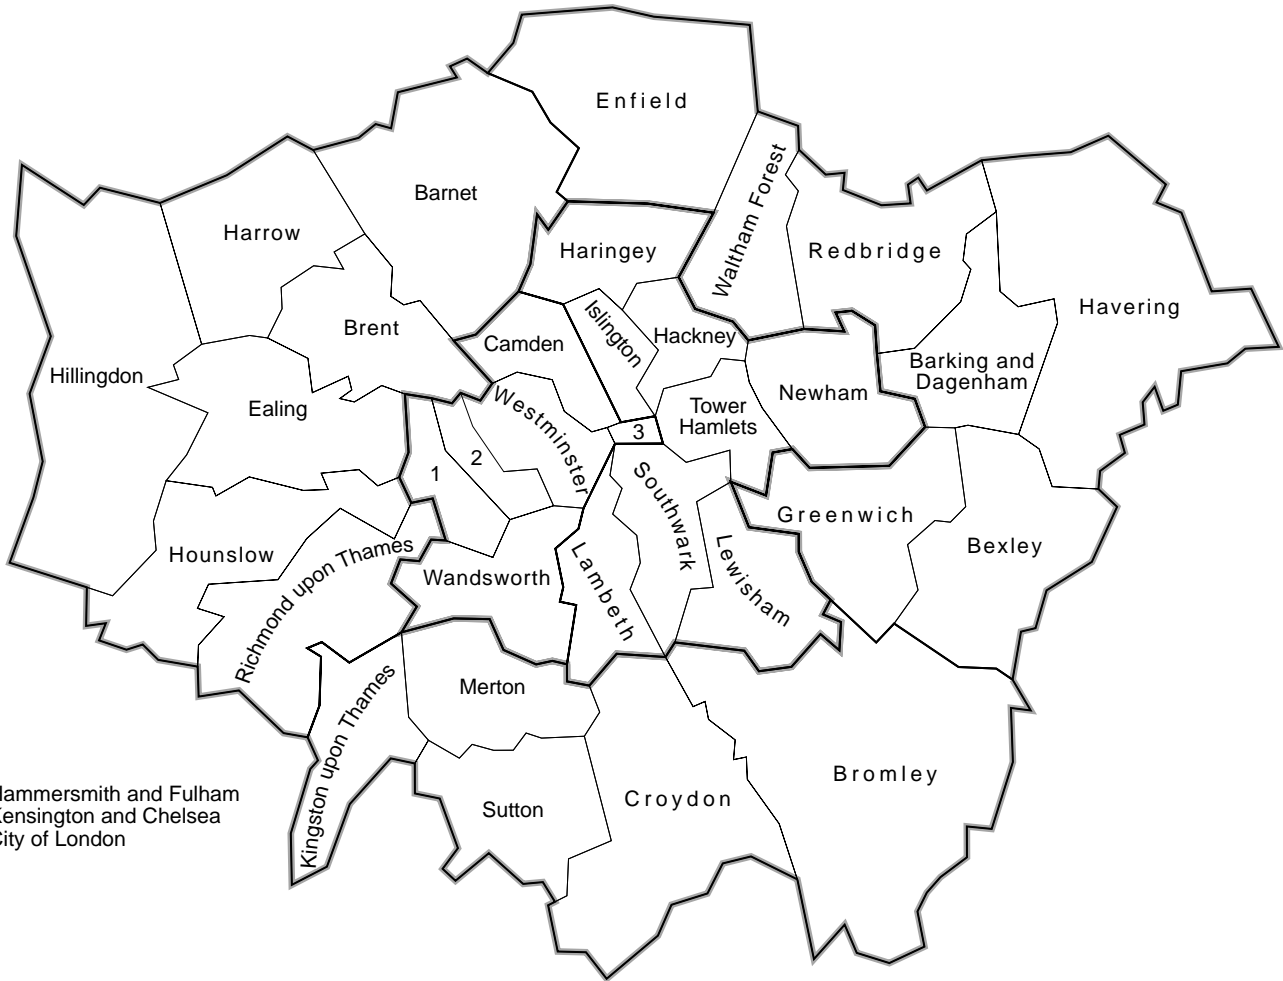 Enfield
Barnet
Waltham Forest
Harrow
Haringey
Redbridge
Havering
Brent
Camden
Islington
Hackney
Hillingdon
Ealing
Westminster
Tower
Hamlets
Newham
Barking and
Dagenham
1
2
3
Hounslow
Richmond upon Thames
Wandsworth
Lambeth
Southwark
Lewisham
Greenwich
Bexley
Merton
Kingston upon Thames
Sutton
Croydon
Bromley
ammersmith and Fulham
ensington and Chelsea
ity of London